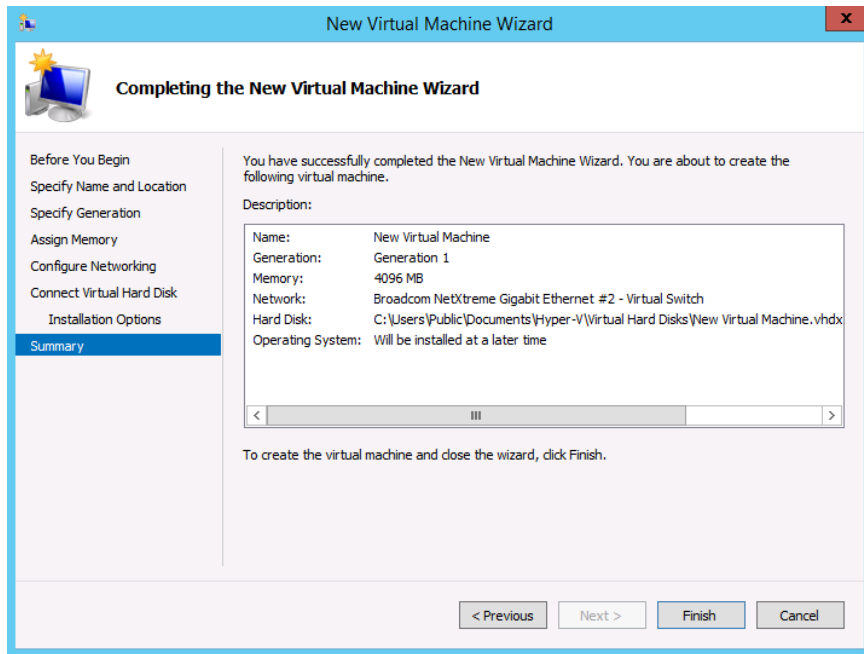 New Virtual Machine Wizard
x
Completing the New Virtual Machine Wizard
Before You Begin
Specify Name and Location
Specify Generation
Assign Memory
Configure Networking
Connect Virtual Hard Disk
Installation Options
Summary
You have successfully completed the New Virtual Machine Wizard. You are about to create the
following virtual machine.
Description:
Name: New Virtual Machine
Generation: Generation 1
Memory: 4096 MB
Network: Broadcom NetXtreme Gigabit Ethernet #2 - Virtual Switch
Hard Disk: C:\Users\Public\Documents\Hyper-V\Virtual Hard Disks\New Virtual Machine.vhdx
Operating System: Will be installed at a later time
To create the virtual machine and close the wizard, click Finish.
< Previous Next > Finish Cancel